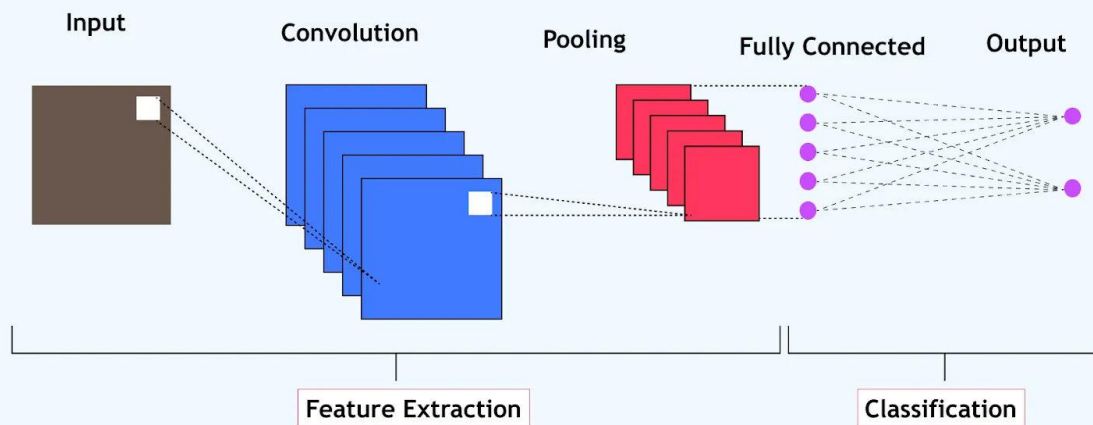 Input
Convolution
Pooling
Fully Connected
Output
Feature Extraction
Classification